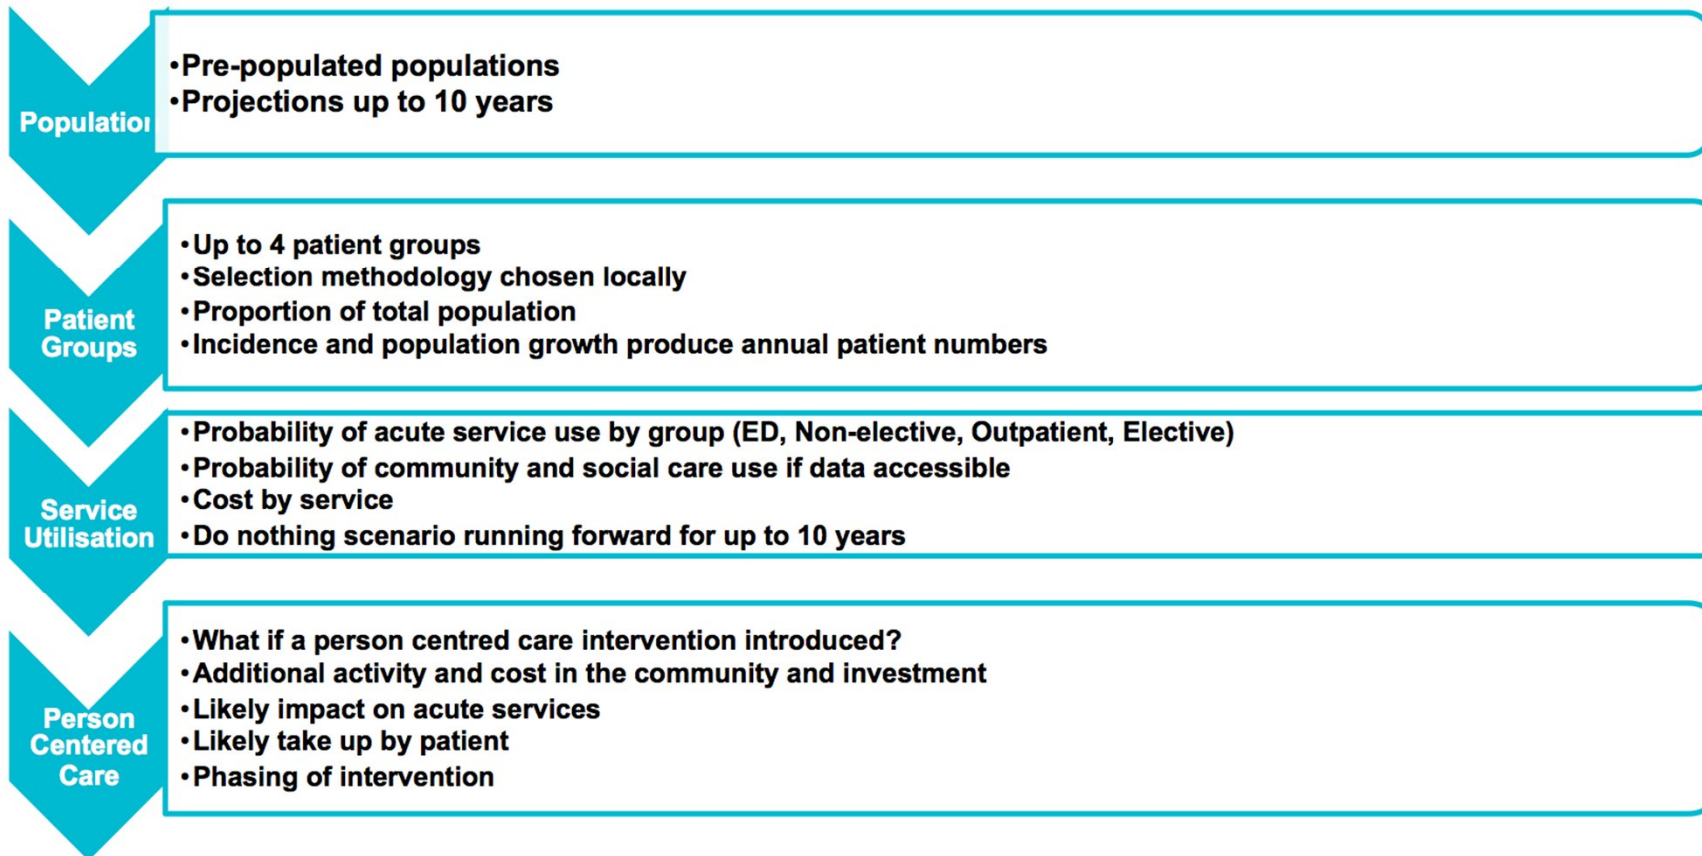 Population
•Pre-populated populations
•Projections up to 10 years
Patient
Groups
•Up to 4 patient groups
•Selection methodology chosen locally
•Proportion of total population
•Incidence and population growth produce annual patient numbers
Service
Utilisation
•Probability of acute service use by group (ED, Non-elective, Outpatient, Elective)
•Probability of community and social care use if data accessible
•Cost by service
•Do nothing scenario running forward for up to 10 years
Person
Centered
Care
•What if a person centred care intervention introduced?
•Additional activity and cost in the community and investment
•Likely impact on acute services
•Likely take up by patient
•Phasing of intervention